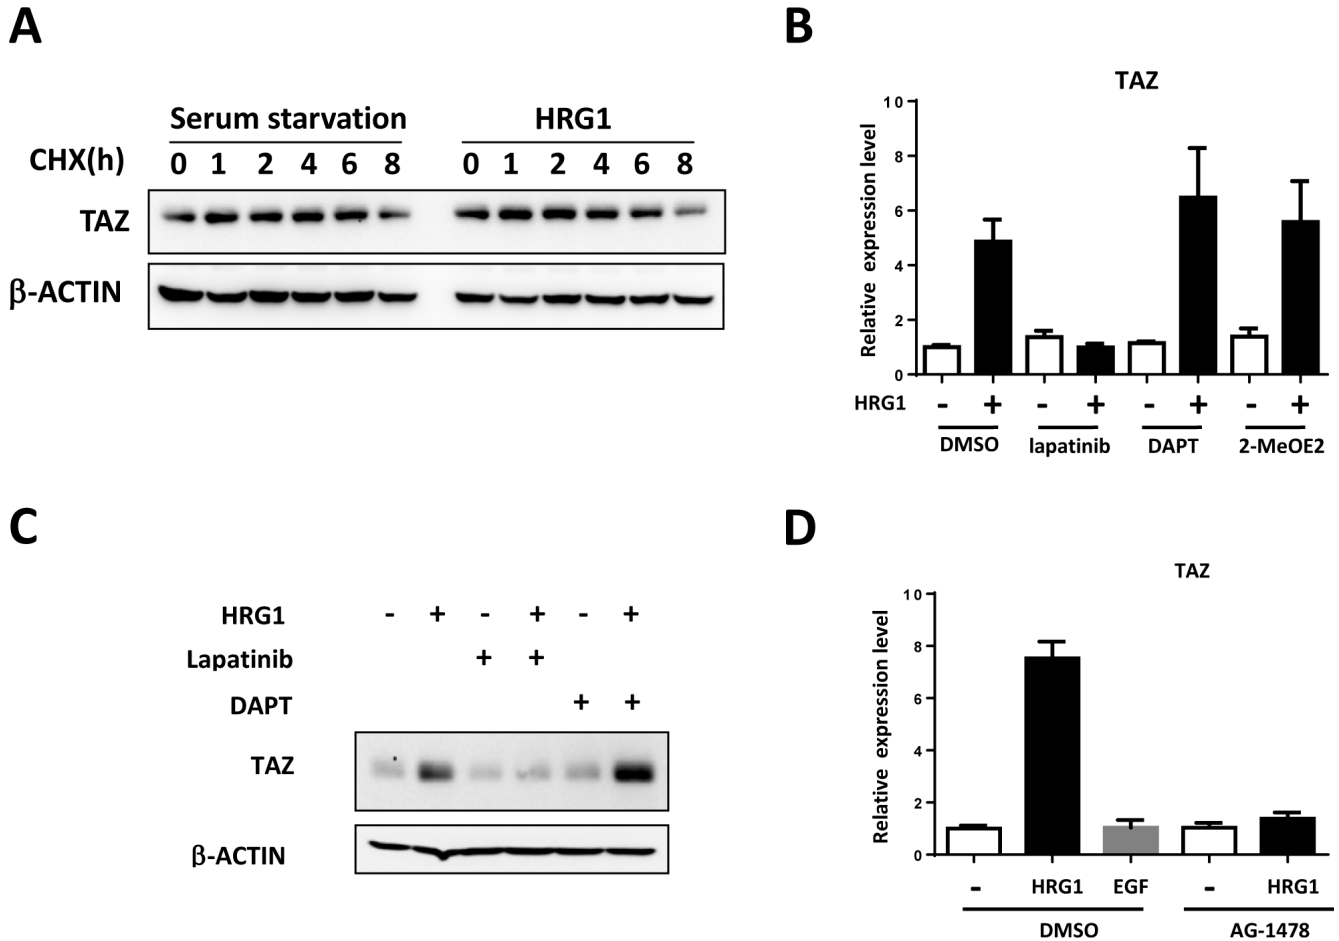 A
Serum starvation HRG1
CHX(h) 0 1 2 4 6 8 0 1 2 4 6 8
TAZ
β-ACTIN
B
TAZ
Relative expression level
10
8
6
4
2
0
HRG1 - + - + - + - +
DMSO lapatinib DAPT 2-MeOE2
C
HRG1 - + - + - +
Lapatinib + +
DAPT + +
TAZ
β-ACTIN
D
TAZ
Relative expression level
10
8
6
4
2
0
- HRG1 EGF - HRG1
DMSO AG-1478